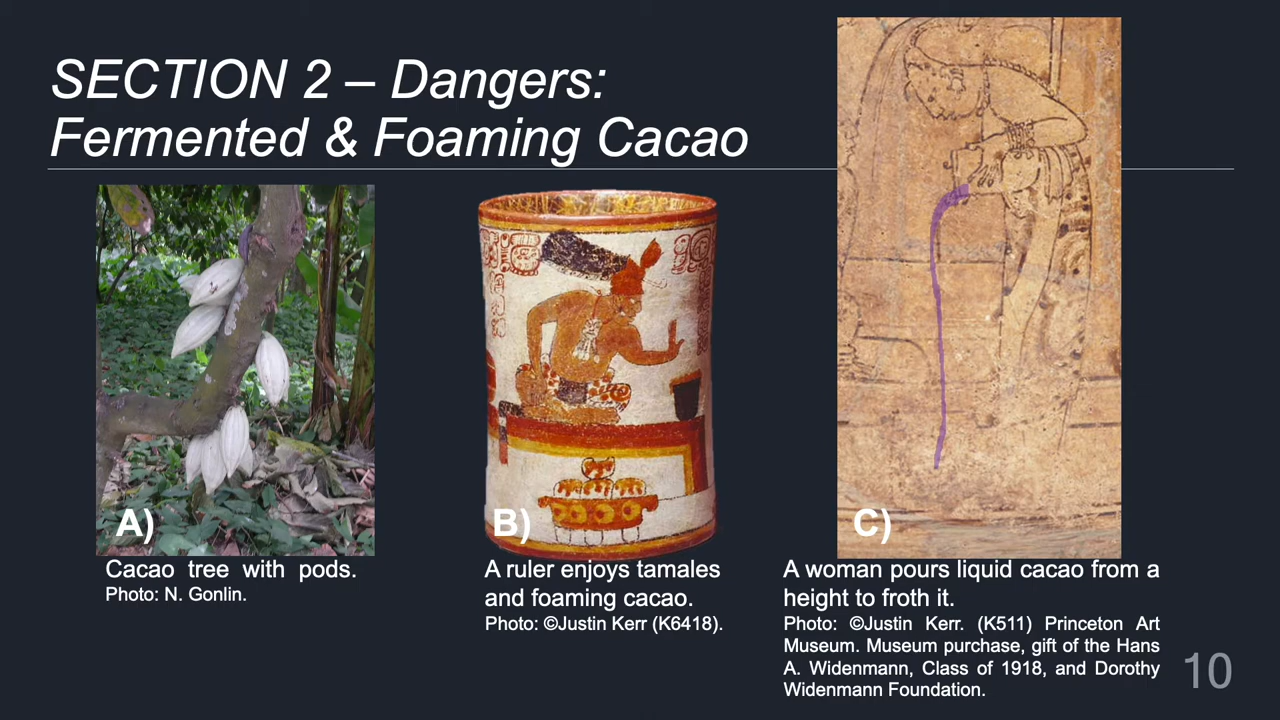 SECTION 2 – Dangers:
Fermented & Foaming Cacao
A)
Cacao tree with pods.
Photo: N. Gonlin.
B)
A ruler enjoys tamales
and foaming cacao.
Photo: ©Justin Kerr (K6418).
C)
A woman pours liquid cacao from a
height to froth it.
Photo: ©Justin Kerr. (K511) Princeton Art
Museum. Museum purchase, gift of the Hans
A. Widenmann, Class of 1918, and Dorothy
Widenmann Foundation.
10